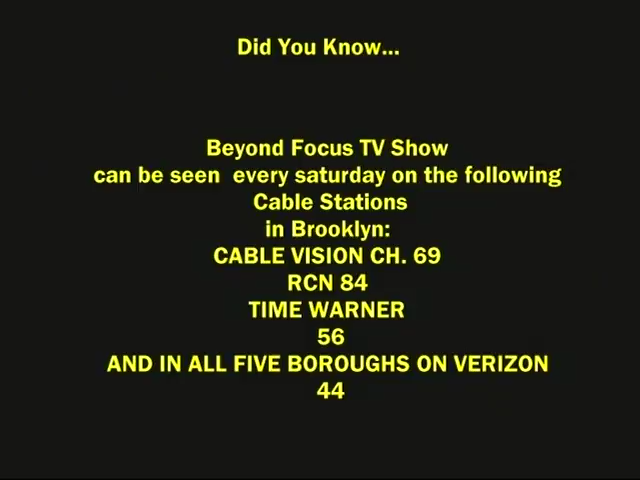 Did You Know...
Beyond Focus TV Show
can be seen  every saturday on the following
Cable Stations
in Brooklyn:
CABLE VISION CH. 69
RCN 84
TIME WARNER
56
AND IN ALL FIVE BOROUGHS ON VERIZON
44